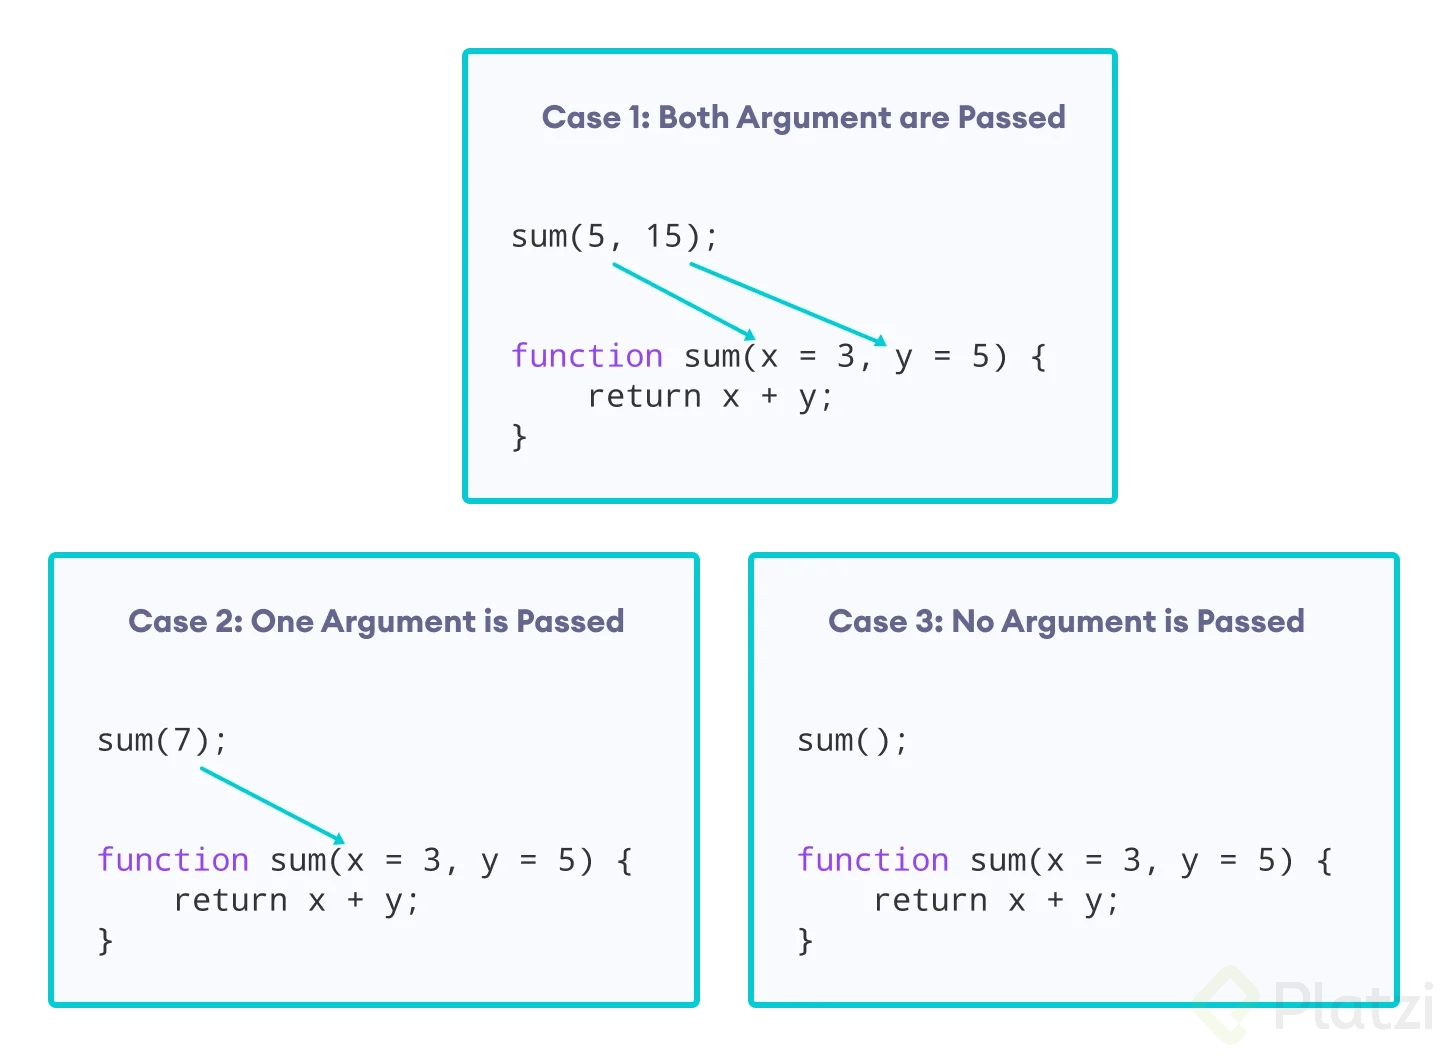 Case 1: Both Argument are Passed
sum(5, 15);
function sum(x = 3, y = 5) {
    return x + y;
}
Case 2: One Argument is Passed
sum(7);
function sum(x = 3, y = 5) {
    return x + y;
}
Case 3: No Argument is Passed
sum();
function sum(x = 3, y = 5) {
    return x + y;
}
Platzi